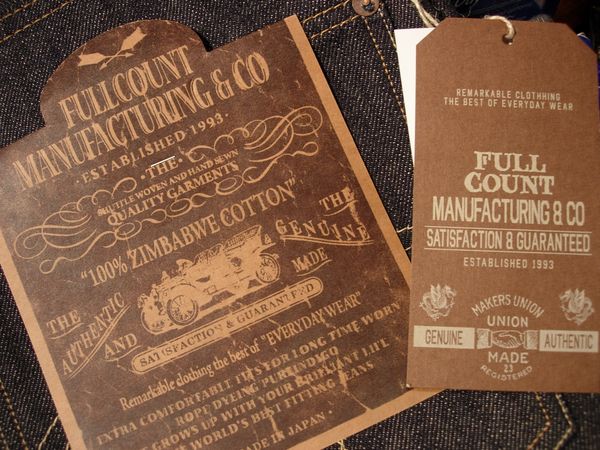 FULLCOUNT
MANUFACTURING & CO
· ESTABLISHED 1993 ·
· THE ·
SHUTTLE WOVEN AND HAND SEWN
QUALITY GARMENTS
"100% ZIMBABWE COTTON"
THE
AUTHENTIC
AND
THE
GENUINE
MADE
SATISFACTION & GUARANTEED
Remarkable clothing the best of "EVERYDAY WEAR"
EXTRA COMFORTABLE ITS FOR LONG TIME WORN
ROPE DYEING PURE INDIGO
GROWS UP WITH YOUR BRILLIANT LIFE
WORLD'S BEST FITTING JEANS
MADE IN JAPAN ·
REMARKABLE CLOTHHING
THE BEST OF EVERYDAY WEAR
FULL
COUNT
MANUFACTURING & CO
SATISFACTION & GUARANTEED
ESTABLISHED 1993
MAKERS UNION
UNION
GENUINE
AUTHENTIC
MADE
23
REGISTERED